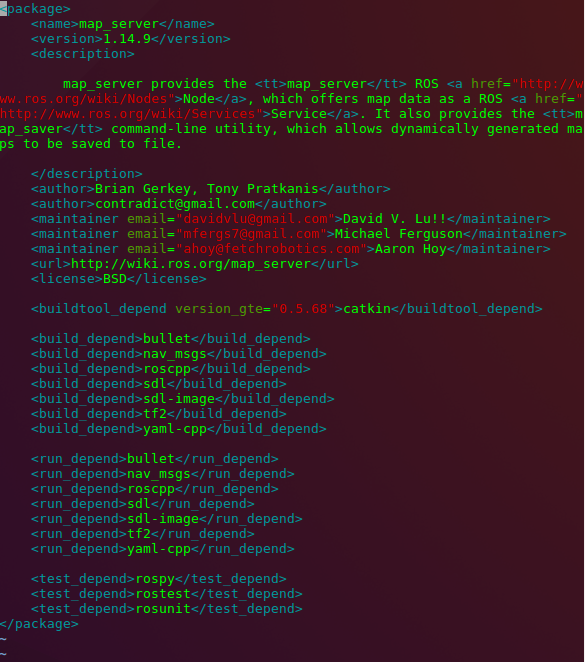 <package>
    <name>map_server</name>
    <version>1.14.9</version>
    <description>

        map_server provides the <tt>map_server</tt> ROS <a href="http://w
ww.ros.org/wiki/Nodes">Node</a>, which offers map data as a ROS <a href="
http://www.ros.org/wiki/Services">Service</a>. It also provides the <tt>m
ap_saver</tt> command-line utility, which allows dynamically generated ma
ps to be saved to file.

    </description>
    <author>Brian Gerkey, Tony Pratkanis</author>
    <author>contradict@gmail.com</author>
    <maintainer email="davidvlu@gmail.com">David V. Lu!!</maintainer>
    <maintainer email="mfergs7@gmail.com">Michael Ferguson</maintainer>
    <maintainer email="ahoy@fetchrobotics.com">Aaron Hoy</maintainer>
    <url>http://wiki.ros.org/map_server</url>
    <license>BSD</license>

    <buildtool_depend version_gte="0.5.68">catkin</buildtool_depend>

    <build_depend>bullet</build_depend>
    <build_depend>nav_msgs</build_depend>
    <build_depend>roscpp</build_depend>
    <build_depend>sdl</build_depend>
    <build_depend>sdl-image</build_depend>
    <build_depend>tf2</build_depend>
    <build_depend>yaml-cpp</build_depend>

    <run_depend>bullet</run_depend>
    <run_depend>nav_msgs</run_depend>
    <run_depend>roscpp</run_depend>
    <run_depend>sdl</run_depend>
    <run_depend>sdl-image</run_depend>
    <run_depend>tf2</run_depend>
    <run_depend>yaml-cpp</run_depend>

    <test_depend>rospy</test_depend>
    <test_depend>rostest</test_depend>
    <test_depend>rosunit</test_depend>
</package>
~
~